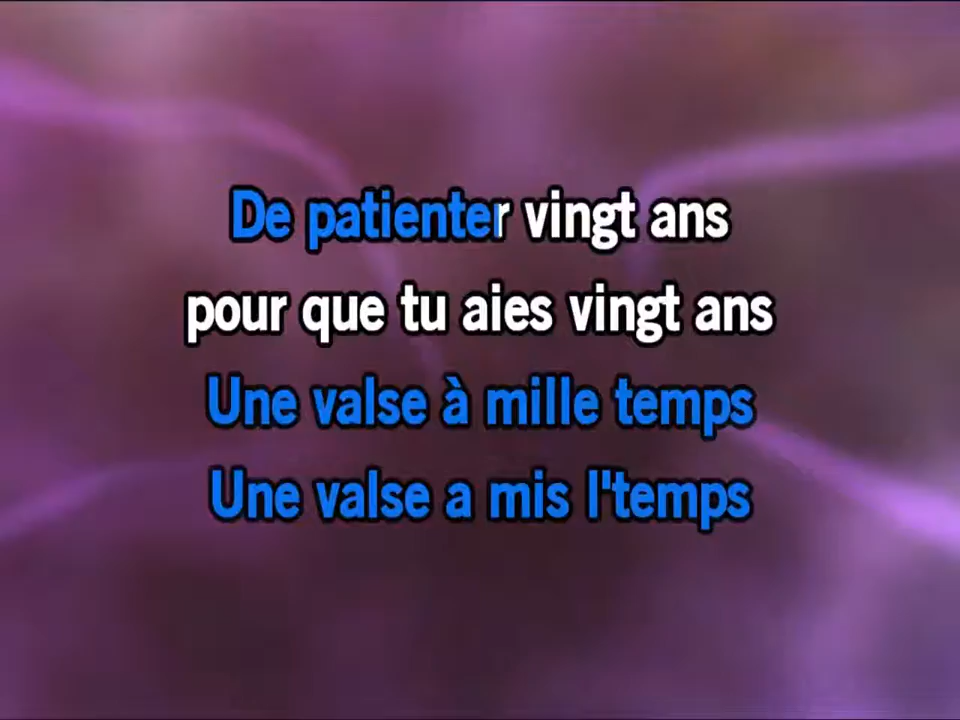 De patienter vingt ans
pour que tu aies vingt ans
Une valse à mille temps
Une valse a mis l'temps